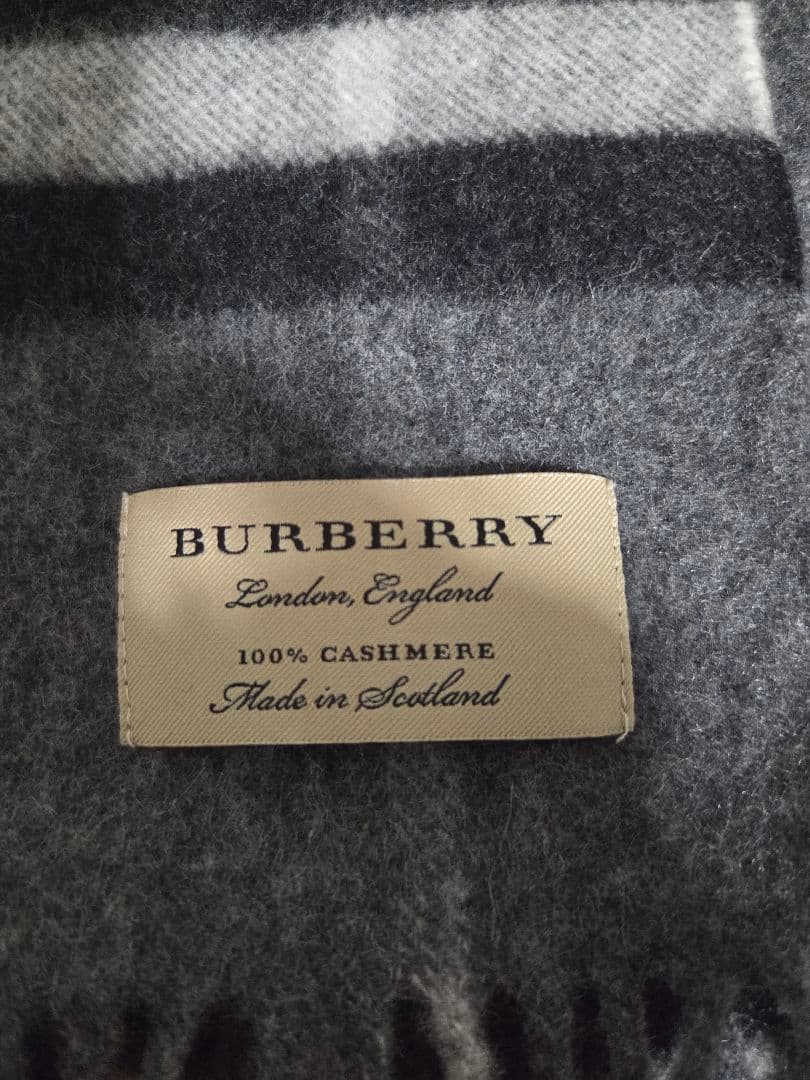 BURBERRY
London, England
100% CASHMERE
Made in Scotland